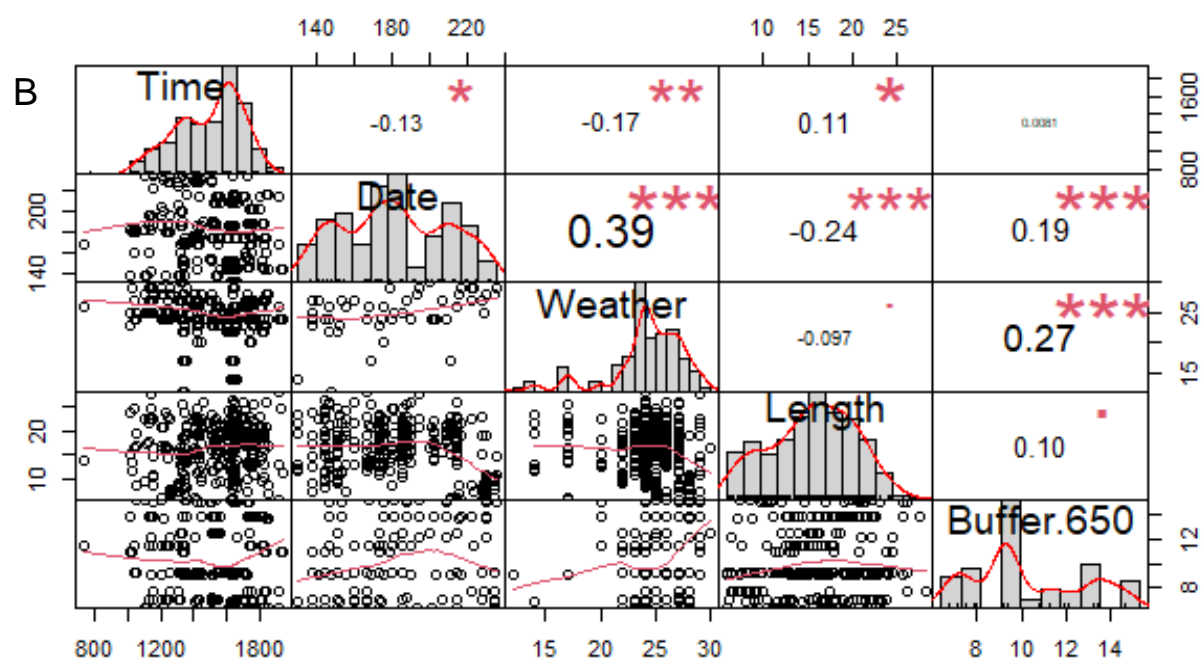 140 180 220 10 15 20 25
B Time * ** *
-0.13 -0.17 0.11 0.0081
800 1600
Date *** *** ***
0.39 -0.24 0.19
140 200
Weather . ***
-0.097 0.27
15 25
Length .
0.10
10 20
Buffer.650
8 12
800 1200 1800 15 20 25 30 8 10 12 14